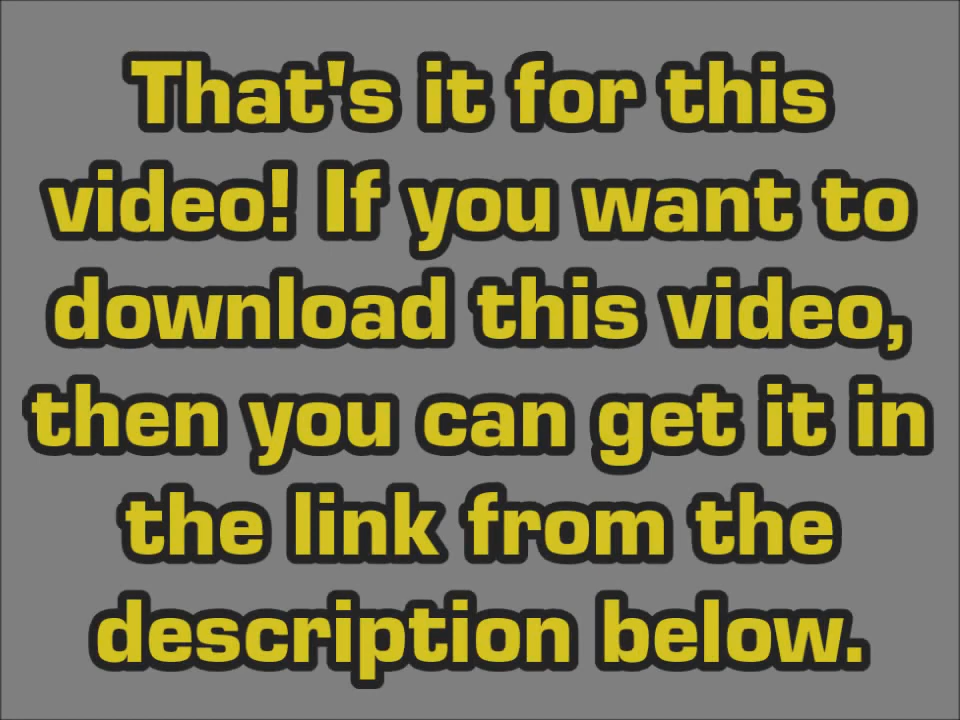 That's it for this
video! If you want to
download this video,
then you can get it in
the link from the
description below.